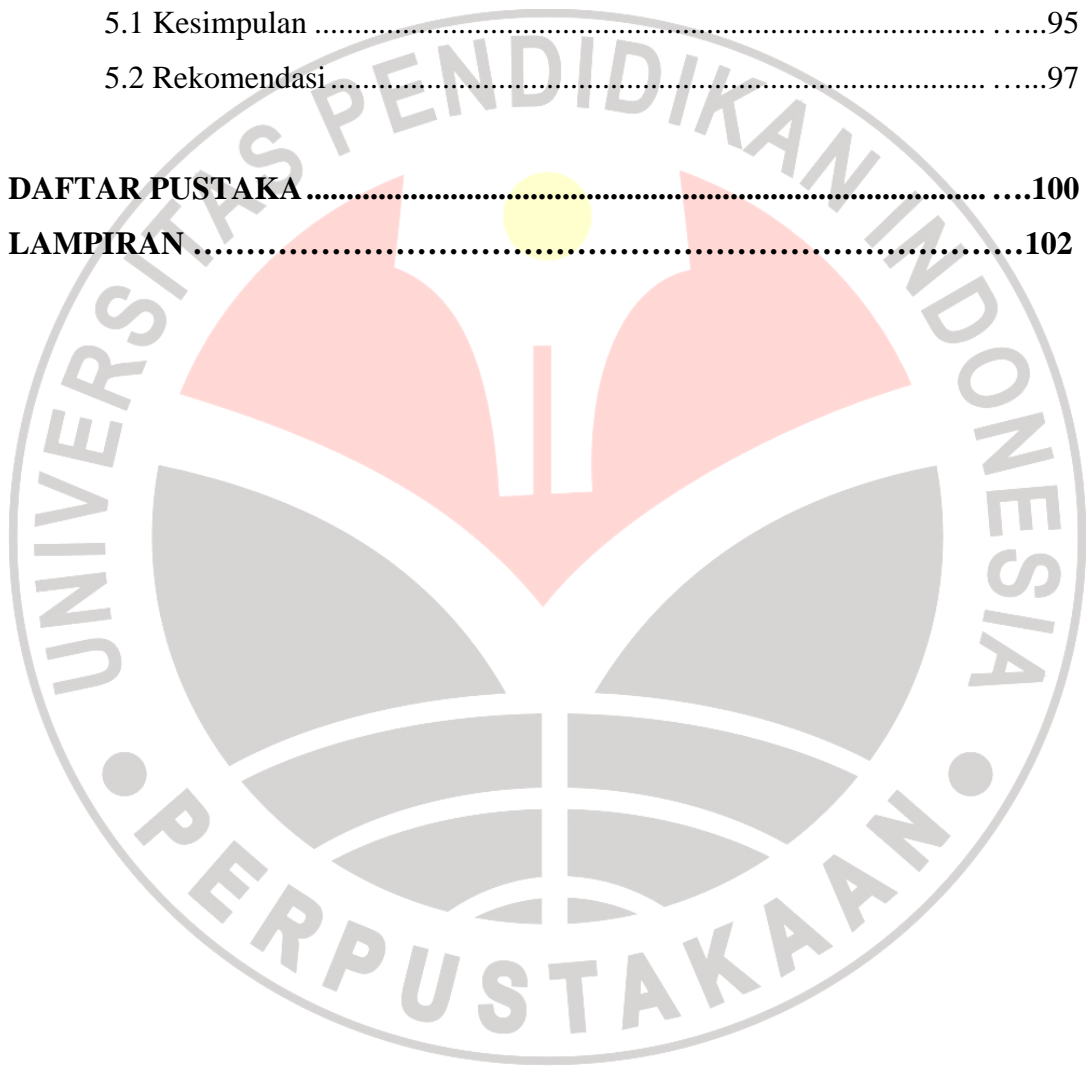 5.1 Kesimpulan ........................................................................................ …...95
5.2 Rekomendasi ...................................................................................... …...97
DAFTAR PUSTAKA ....................................................................................... ….100
LAMPIRAN ……………………………………………………………………………102
UNIVERSITAS PENDIDIKAN INDONESIA
PERPUSTAKAAN